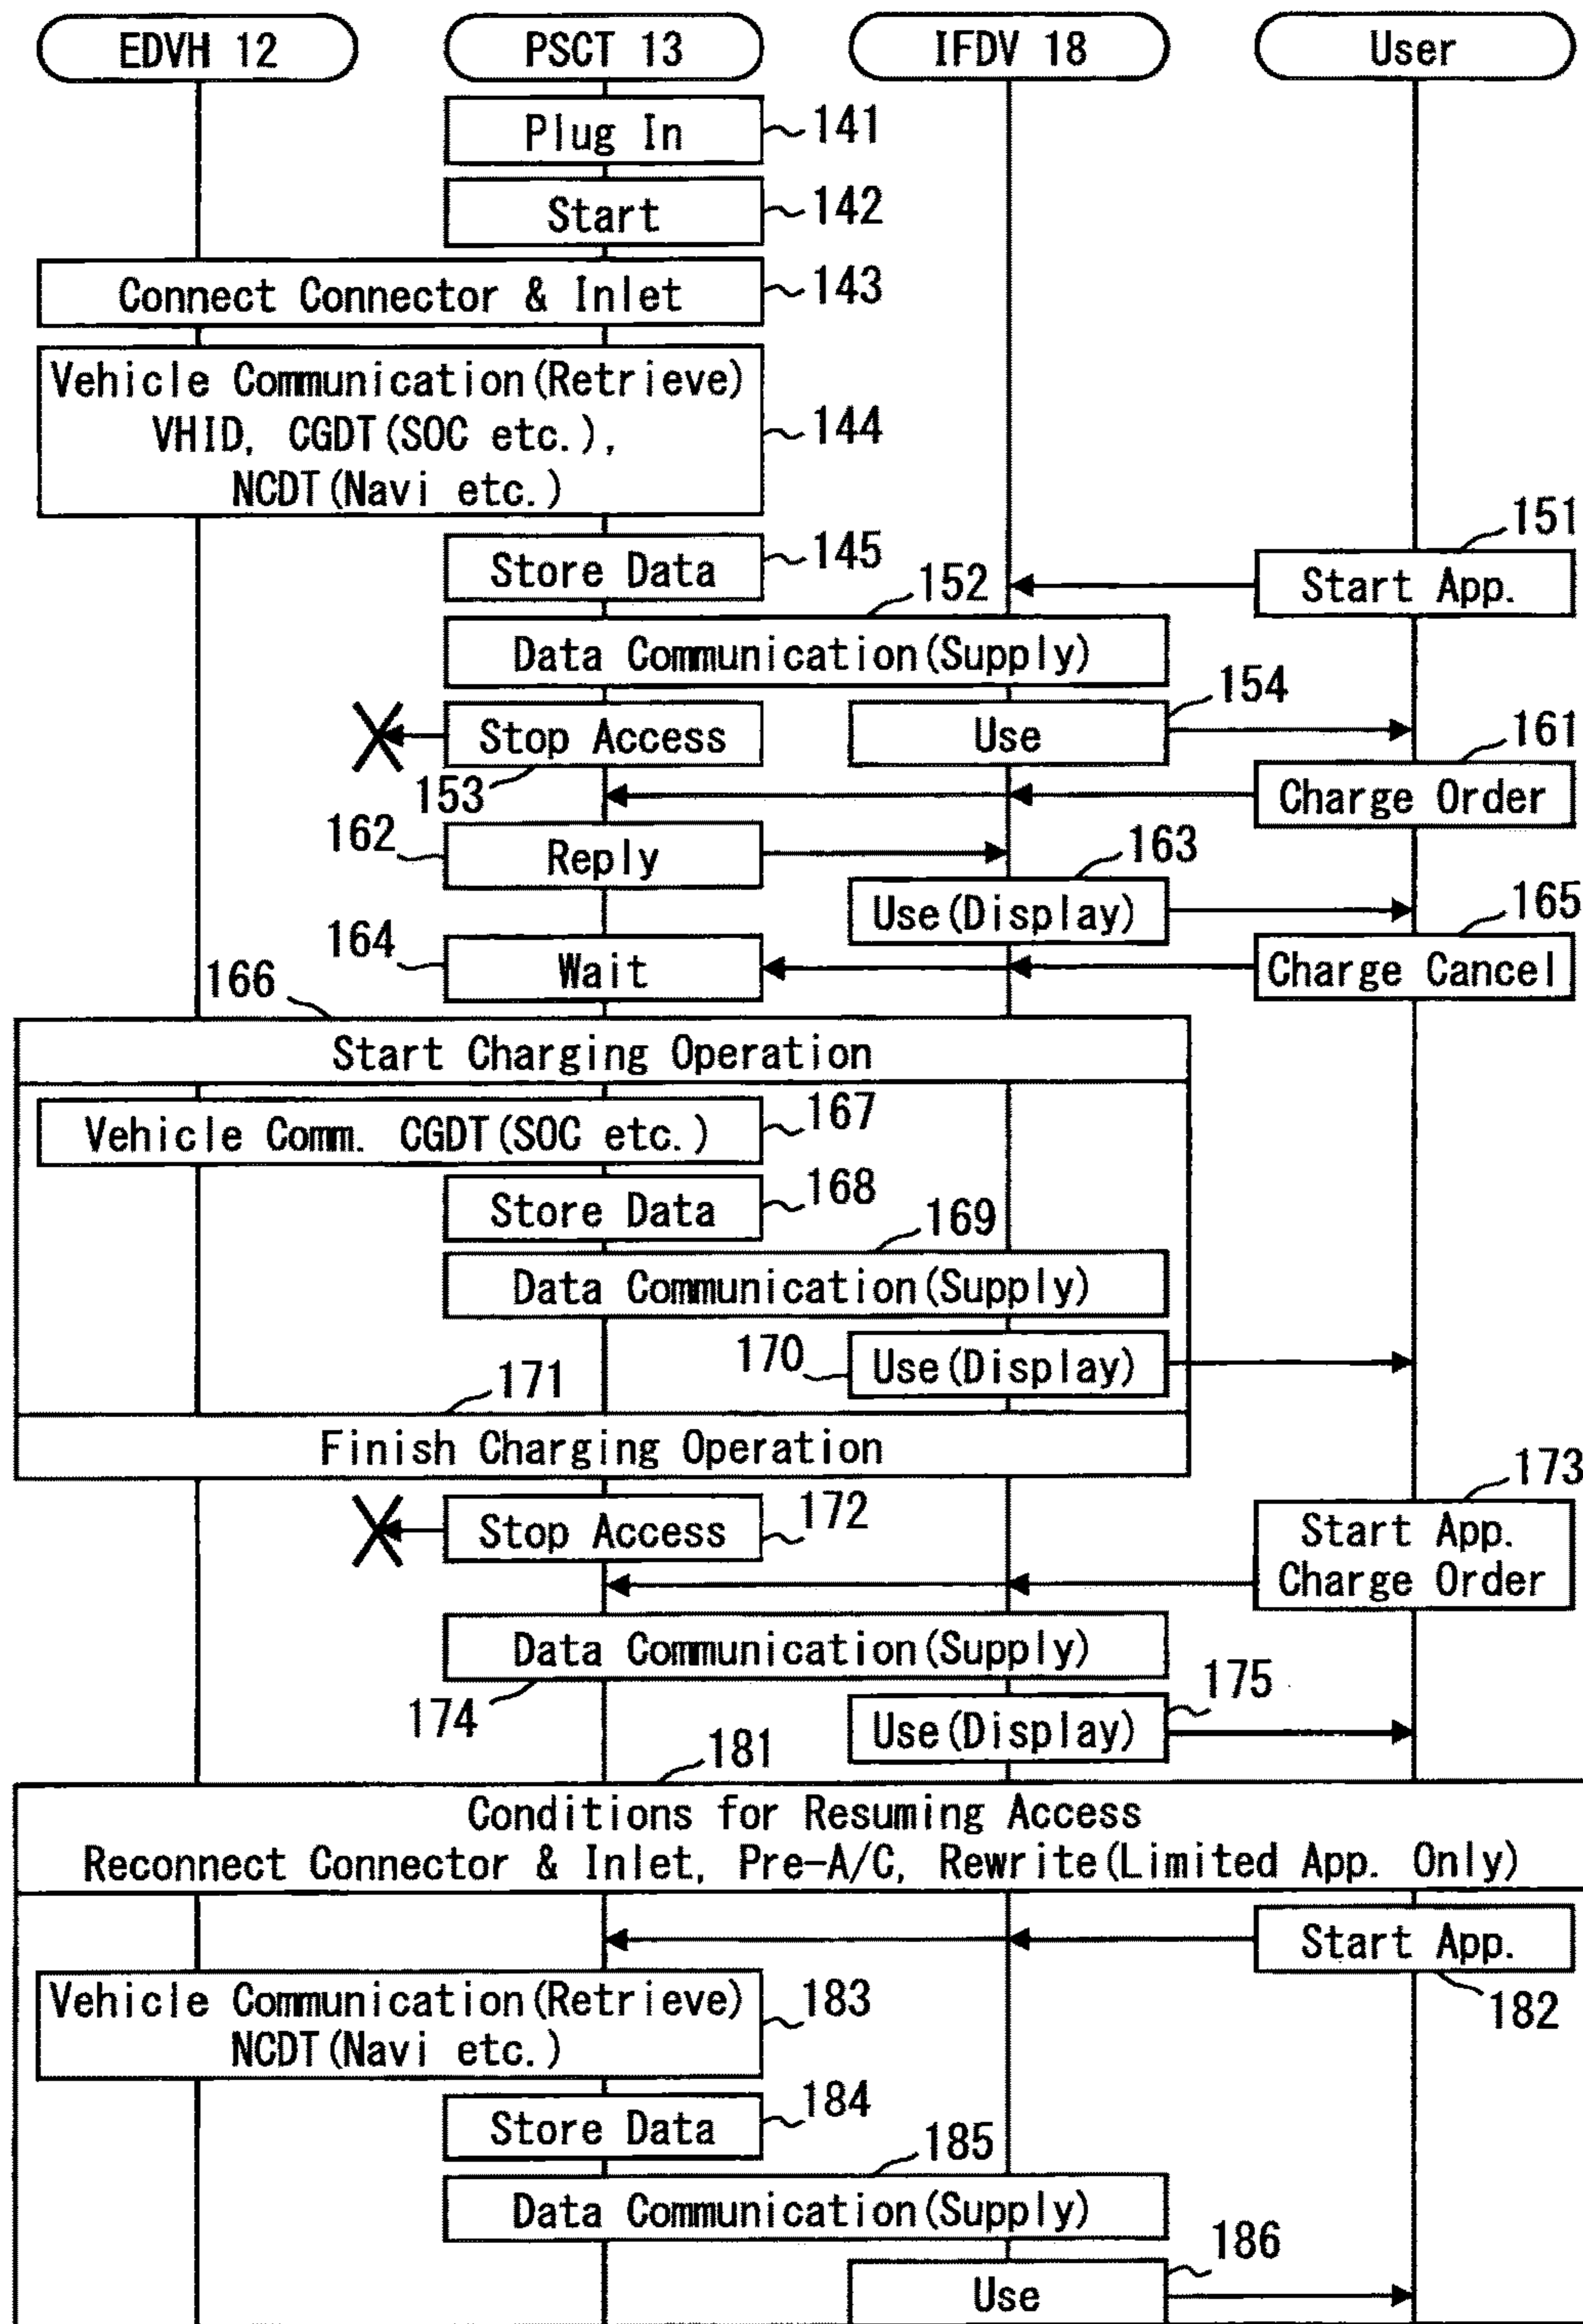 EDVH 12
PSCT 13
IFDV 18
User
Plug In
141
Start
142
Connect Connector & Inlet
143
Vehicle Communication(Retrieve)
VHID, CGDT(SOC etc.),
NCDT(Navi etc.)
144
Store Data
145
151
Start App.
152
Data Communication(Supply)
Stop Access
153
Use
154
161
Charge Order
162
Reply
163
Use(Display)
164
Wait
165
Charge Cancel
166
Start Charging Operation
Vehicle Comm. CGDT(SOC etc.)
167
Store Data
168
169
Data Communication(Supply)
170
Use(Display)
171
Finish Charging Operation
Stop Access
172
173
Start App.
Charge Order
Data Communication(Supply)
174
Use(Display)
175
181
Conditions for Resuming Access
Reconnect Connector & Inlet, Pre-A/C, Rewrite(Limited App. Only)
Start App.
182
Vehicle Communication(Retrieve)
NCDT(Navi etc.)
183
Store Data
184
185
Data Communication(Supply)
186
Use